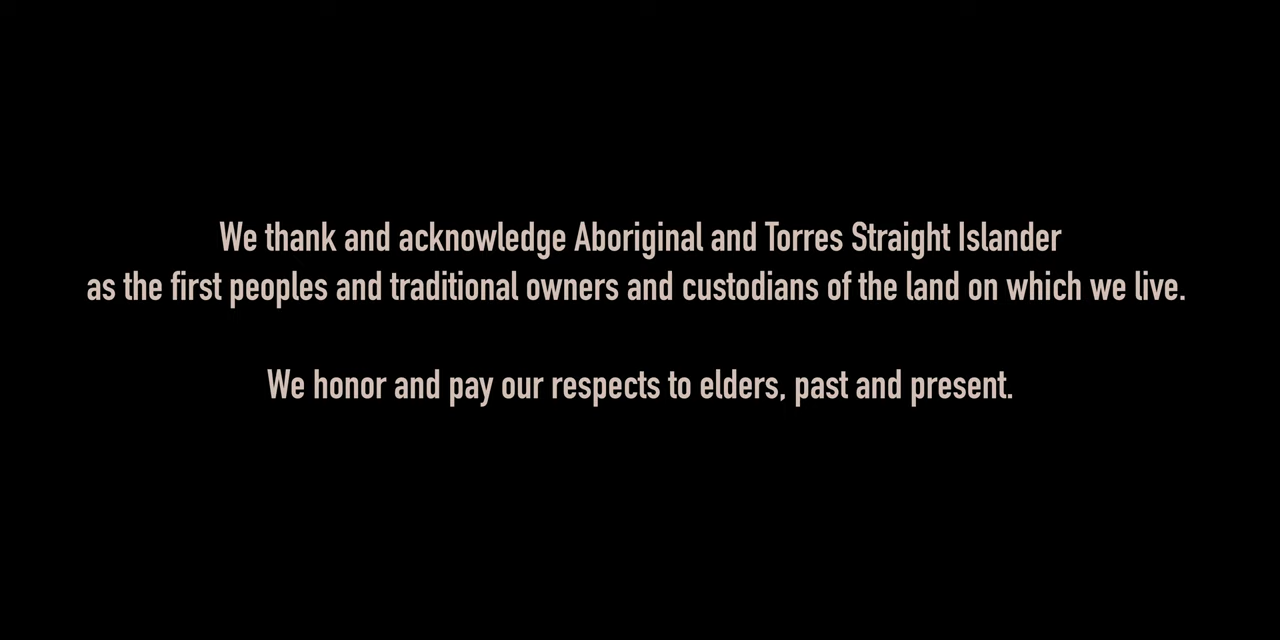 We thank and acknowledge Aboriginal and Torres Straight Islander
as the first peoples and traditional owners and custodians of the land on which we live.
We honor and pay our respects to elders, past and present.